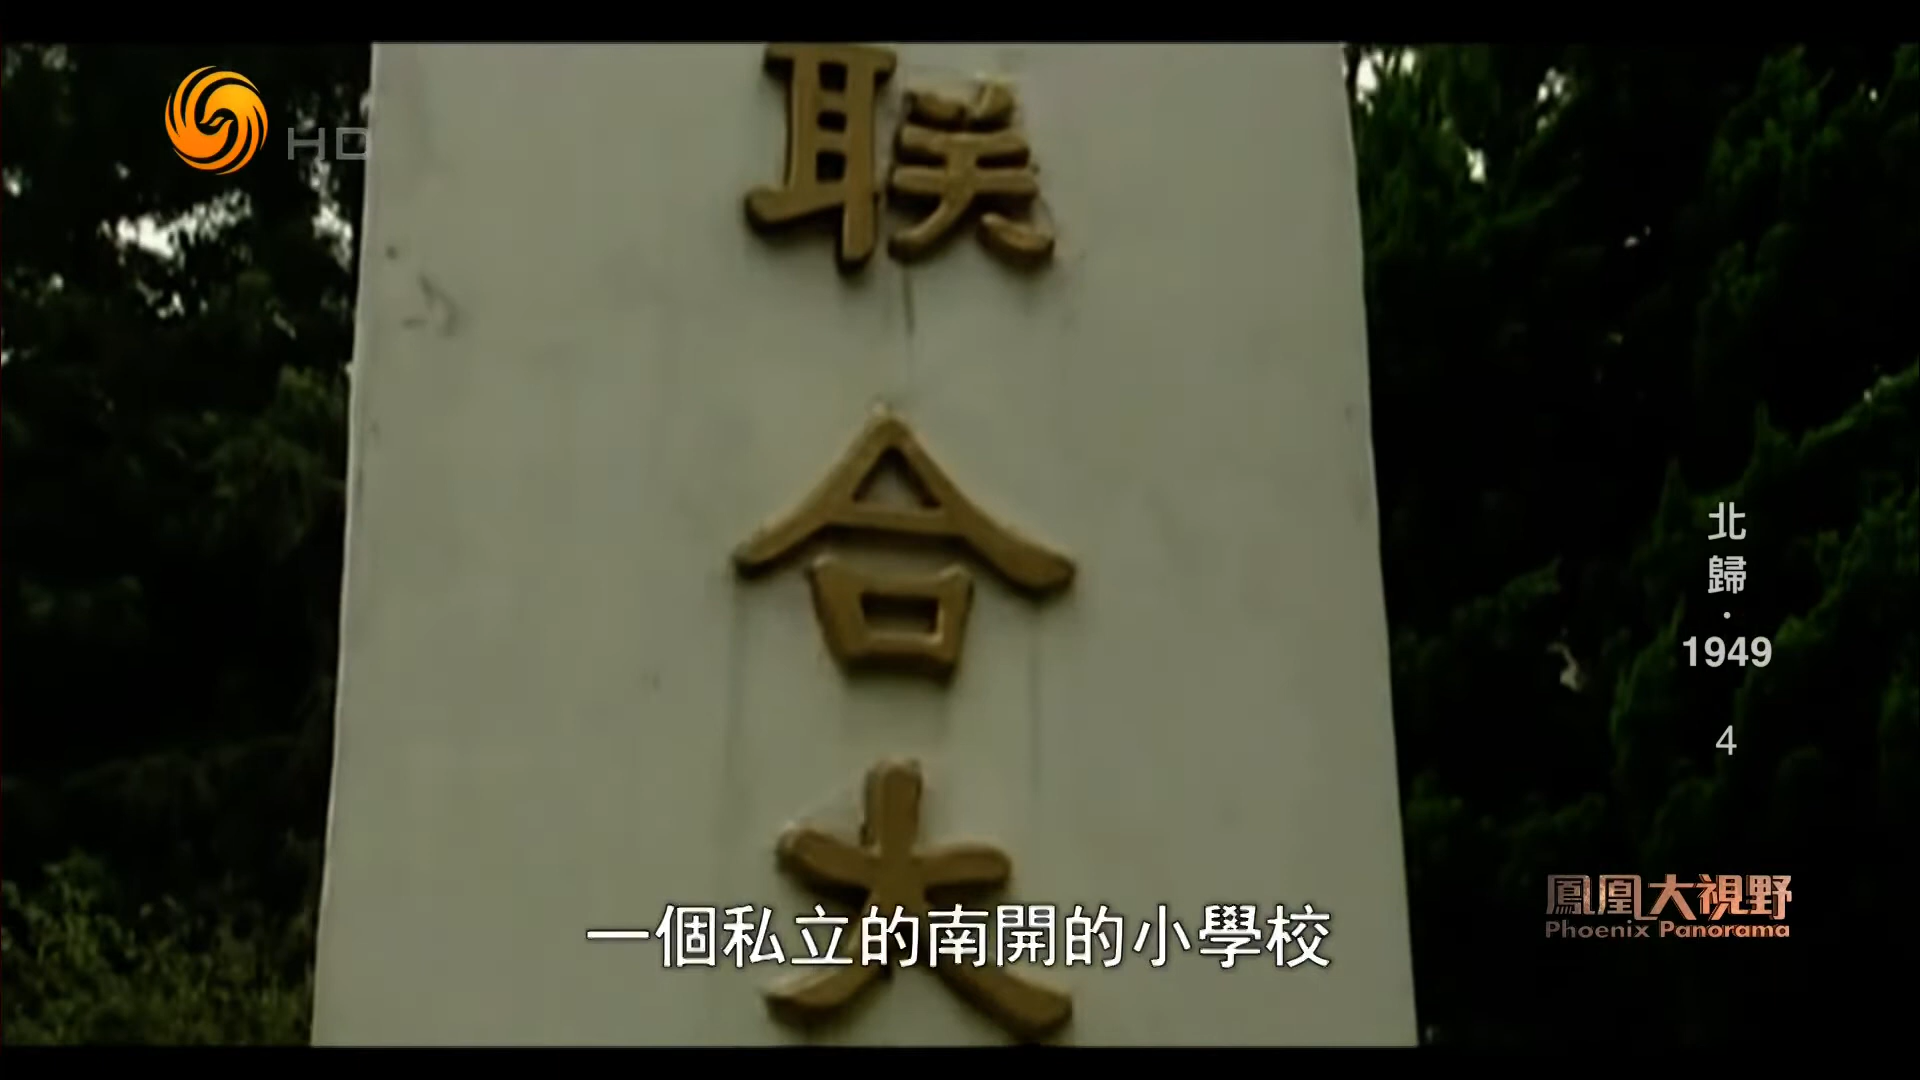 HD
联
合
大
北
歸
·
1949
4
鳳凰大視野
Phoenix Panorama
一個私立的南開的小學校